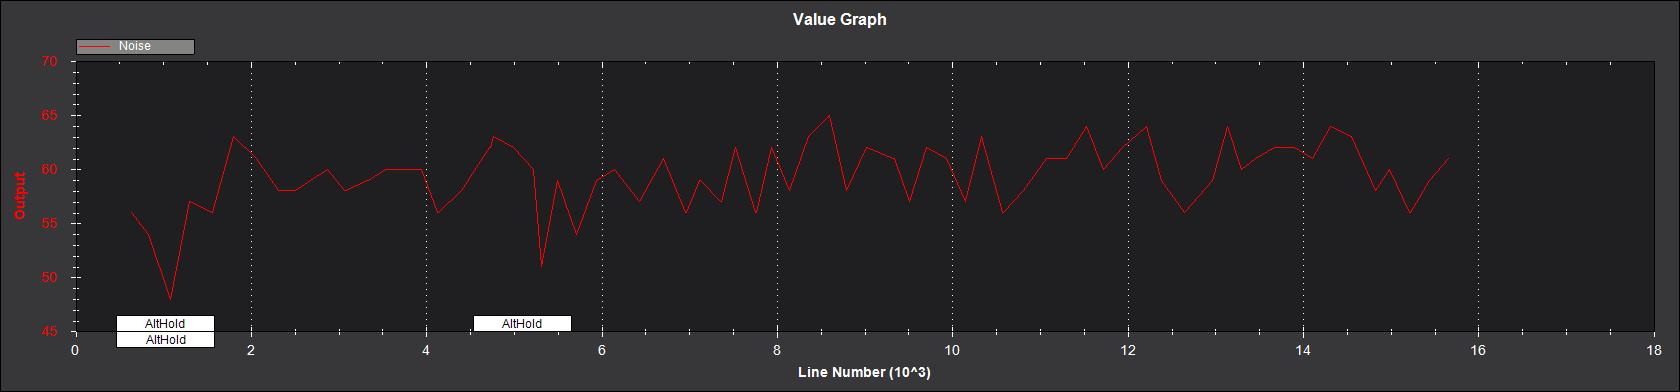 Value Graph
Noise
70
65
60
55
50
45
Output
AltHold
AltHold
AltHold
0 2 4 6 8 10 12 14 16 18
Line Number (10^3)